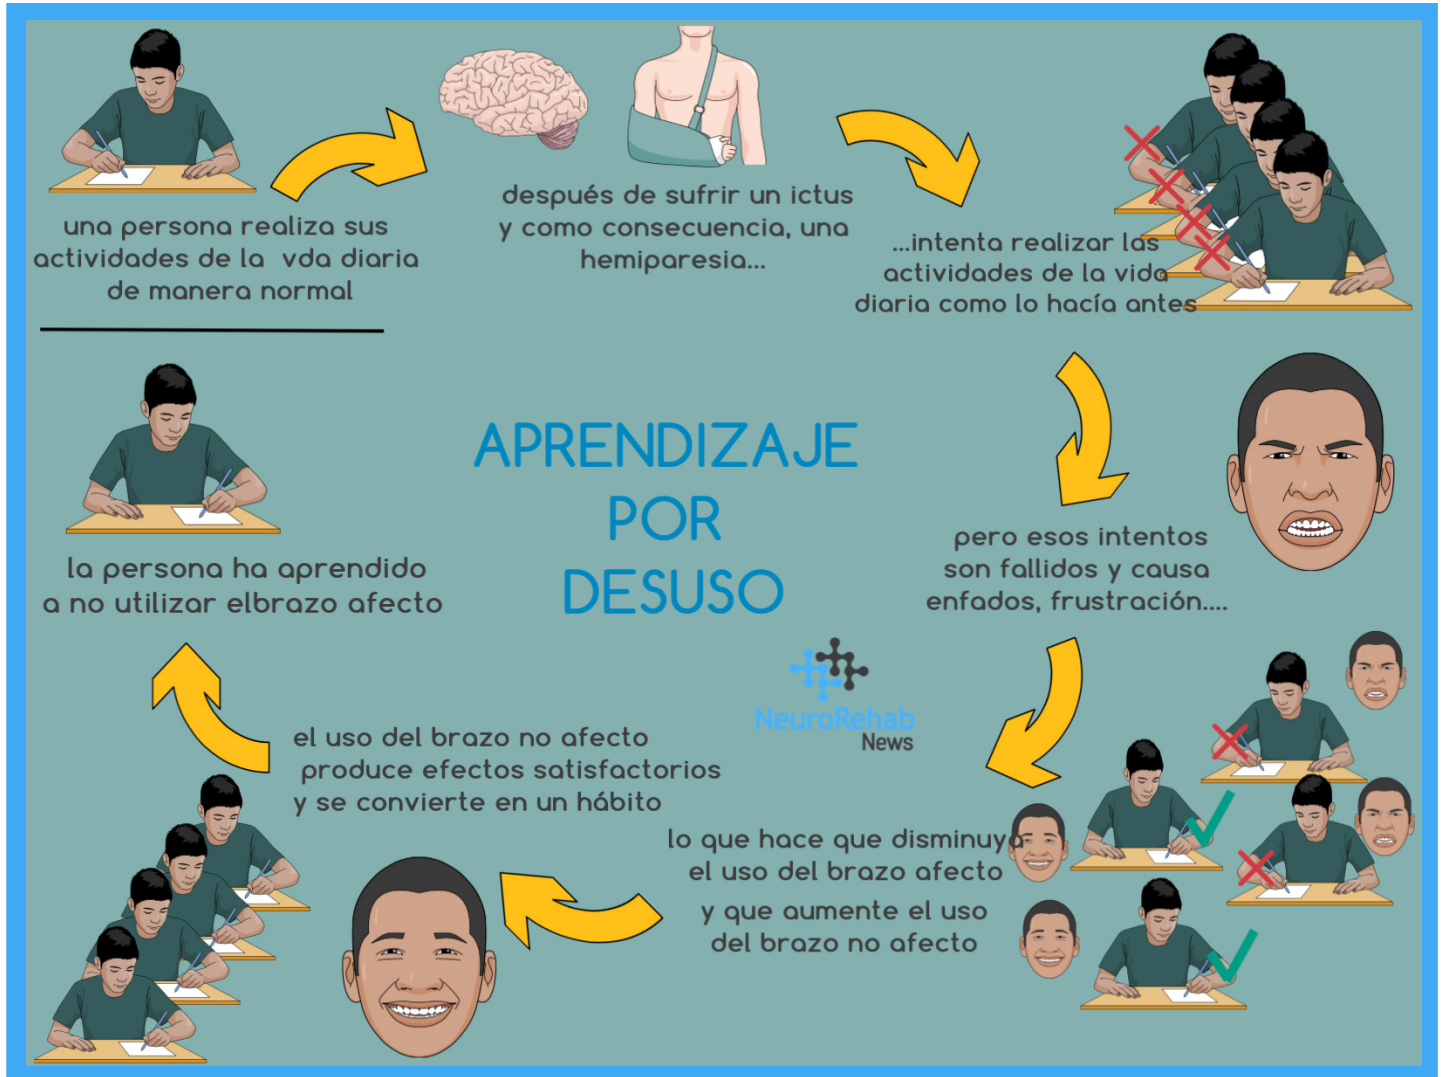 una persona realiza sus
actividades de la vda diaria
de manera normal
después de sufrir un ictus
y como consecuencia, una
hemiparesia...
...intenta realizar las
actividades de la vida
diaria como lo hacía antes
pero esos intentos
son fallidos y causa
enfados, frustración....
lo que hace que disminuya
el uso del brazo afecto
y que aumente el uso
del brazo no afecto
el uso del brazo no afecto
produce efectos satisfactorios
y se convierte en un hábito
la persona ha aprendido
a no utilizar elbrazo afecto
APRENDIZAJE
POR
DESUSO
NeuroRehab
News